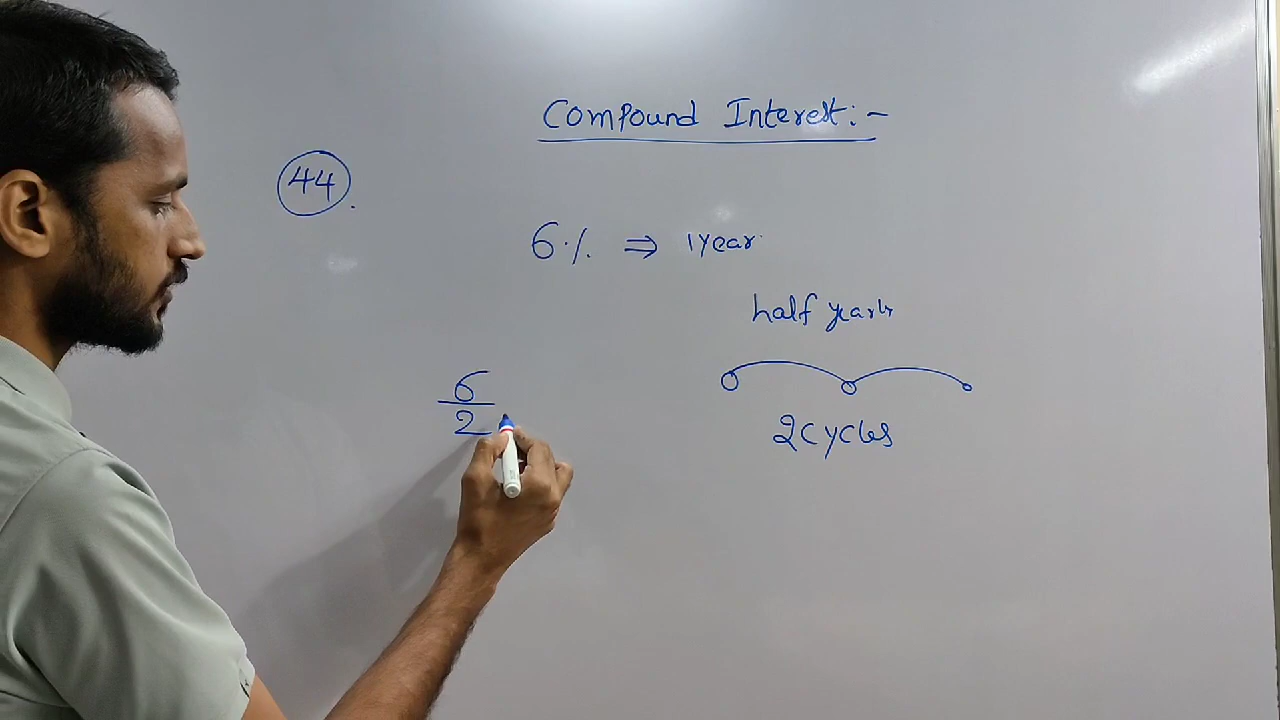 Compound Interest:-
44.
6% ⇒ 1year
half yearly
6
2
2cycles